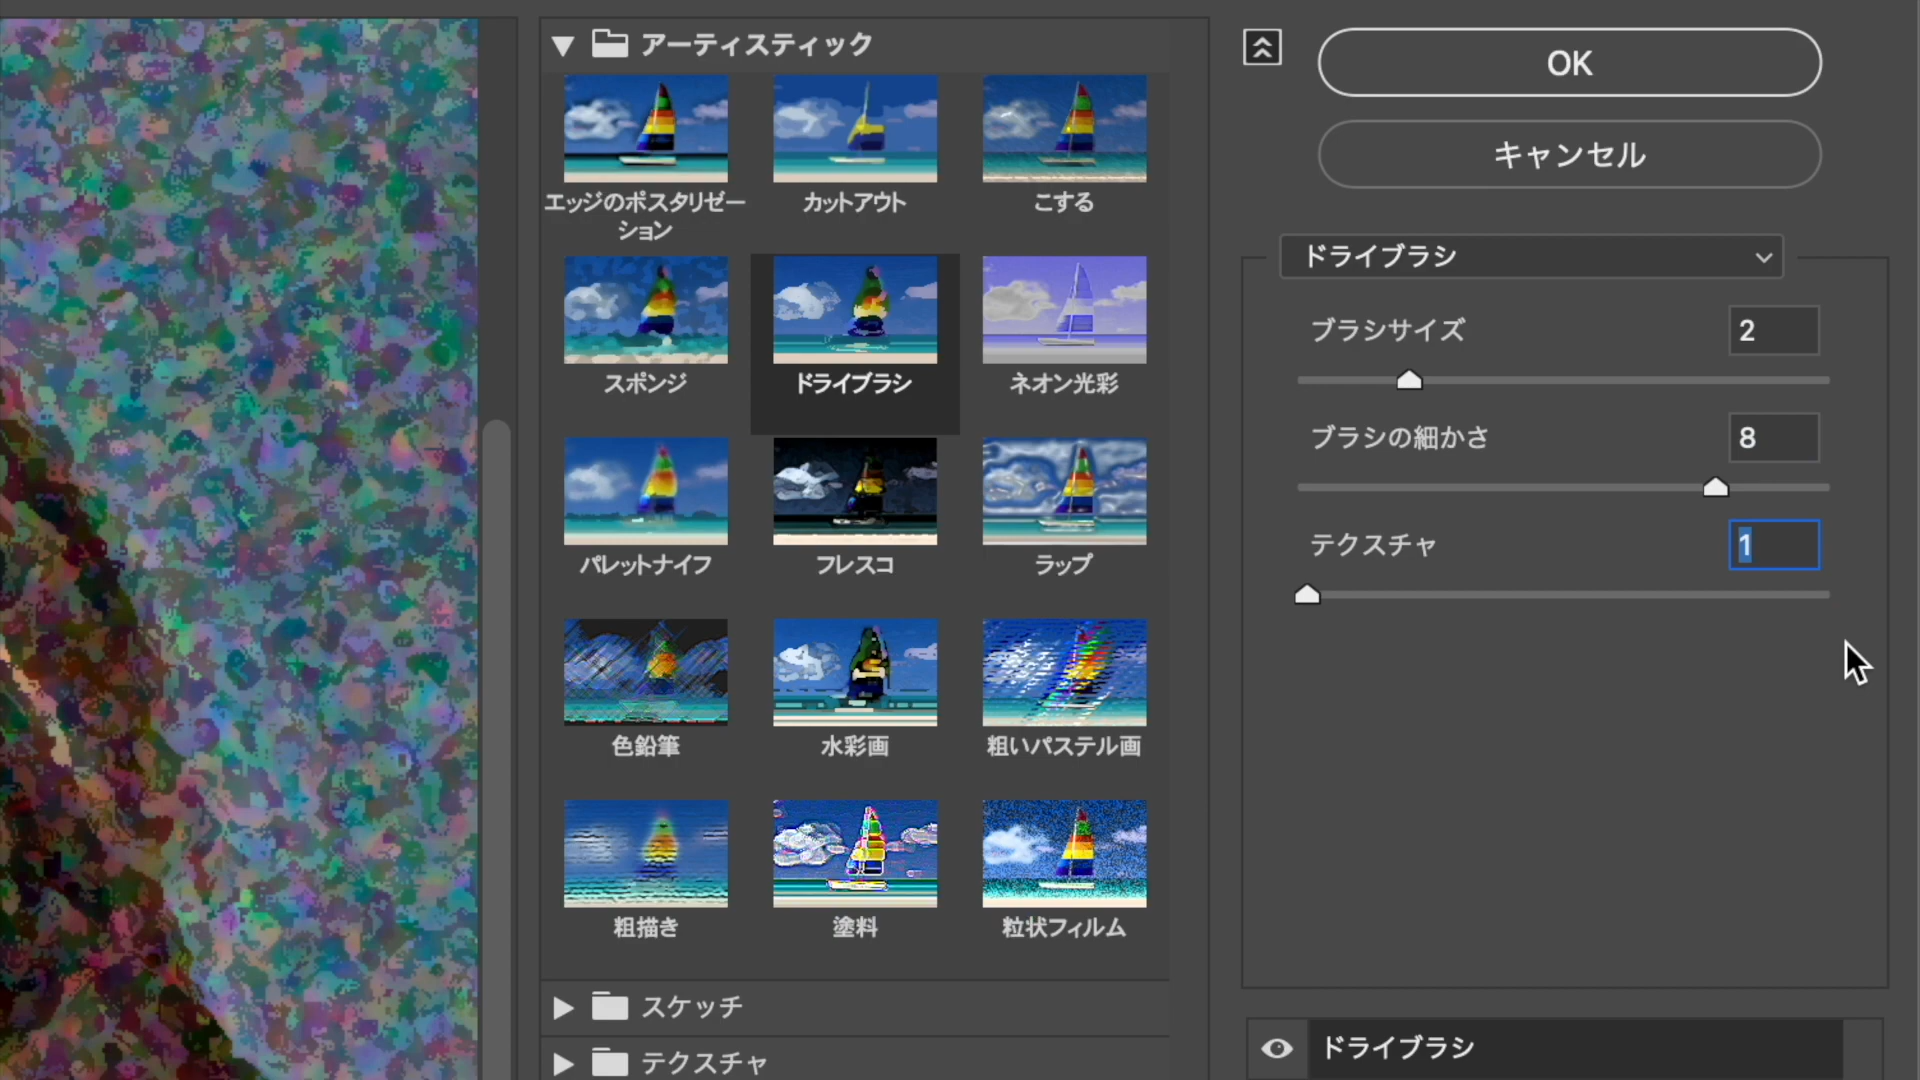 アーティスティック
エッジのポスタリゼー
ション
カットアウト
こする
スポンジ
ドライブラシ
ネオン光彩
パレットナイフ
フレスコ
ラップ
色鉛筆
水彩画
粗いパステル画
粗描き
塗料
粒状フィルム
スケッチ
テクスチャ
OK
キャンセル
ドライブラシ
ブラシサイズ
2
ブラシの細かさ
8
テクスチャ
1
ドライブラシ